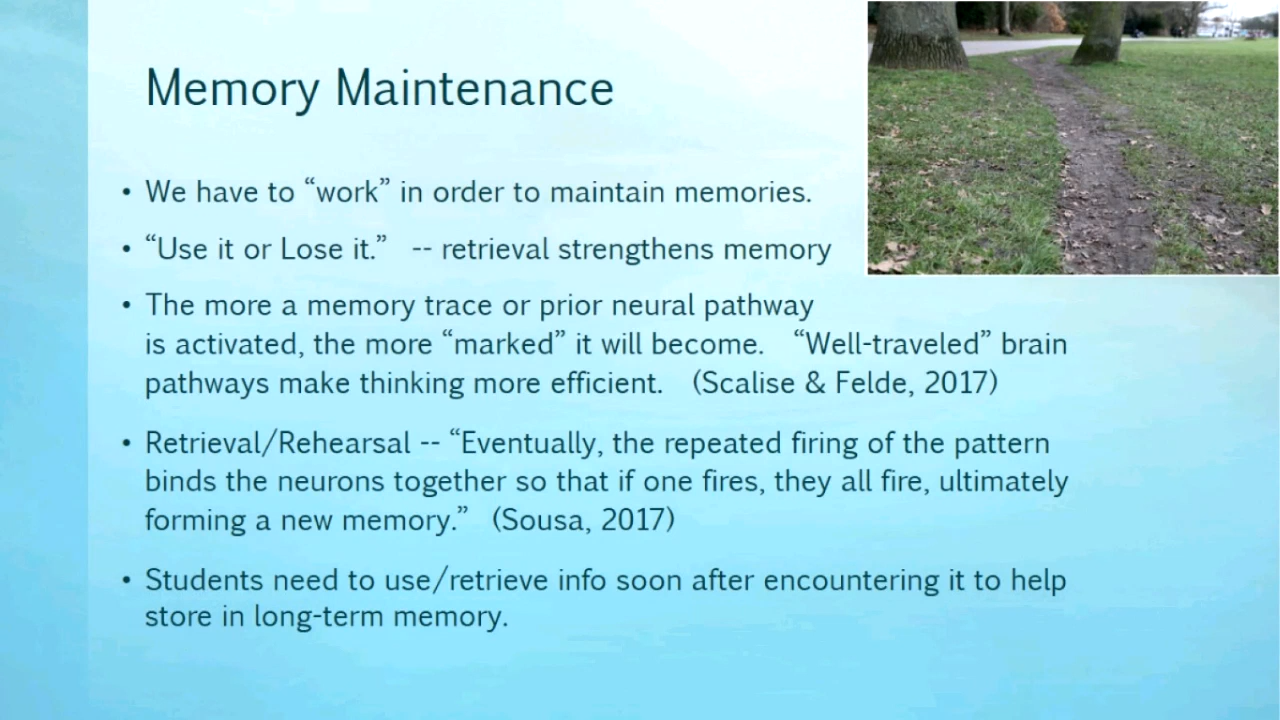 Memory Maintenance
• We have to “work” in order to maintain memories.
• “Use it or Lose it.” -- retrieval strengthens memory
• The more a memory trace or prior neural pathway
is activated, the more “marked” it will become. “Well-traveled” brain
pathways make thinking more efficient. (Scalise & Felde, 2017)
• Retrieval/Rehearsal -- “Eventually, the repeated firing of the pattern
binds the neurons together so that if one fires, they all fire, ultimately
forming a new memory.” (Sousa, 2017)
• Students need to use/retrieve info soon after encountering it to help
store in long-term memory.